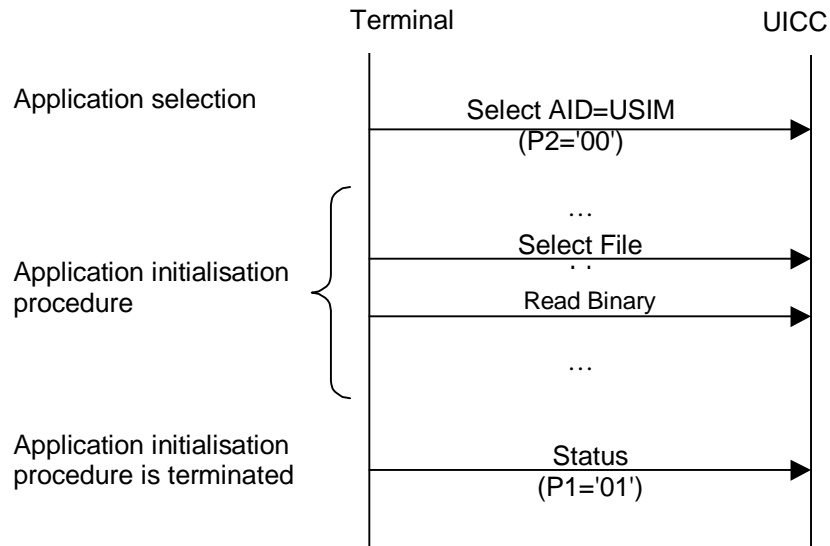 Terminal
UICC
Application selection
Select AID=USIM
(P2='00')
...
Select File
. .
Application initialisation
procedure
Read Binary
...
Application initialisation
procedure is terminated
Status
(P1='01')